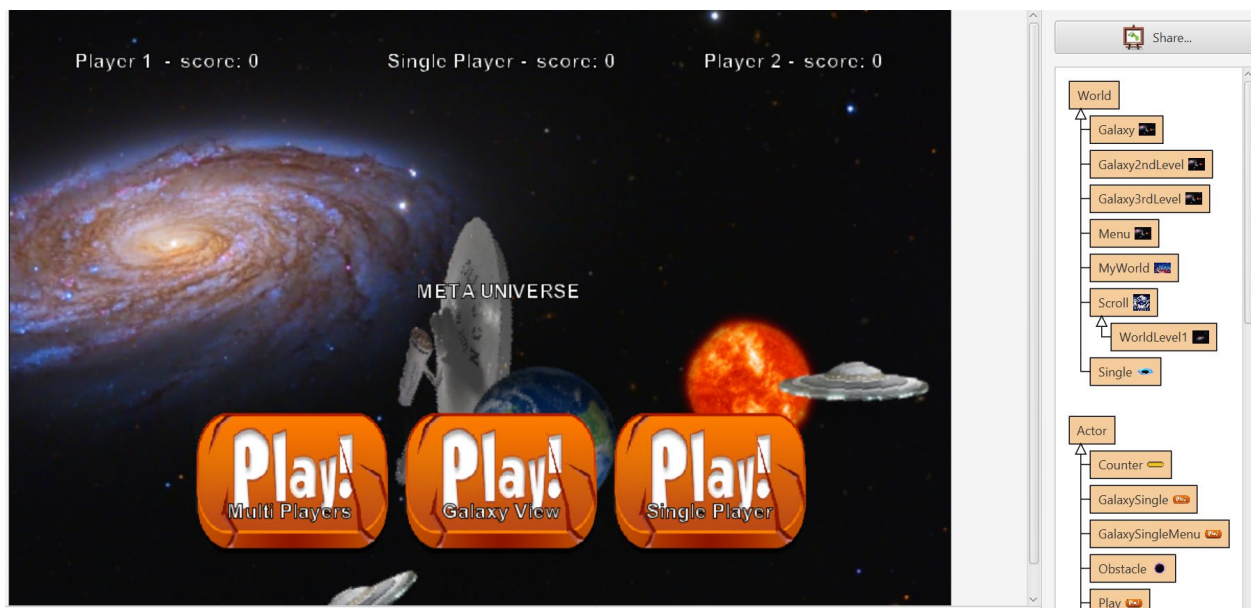 Player 1 - score: 0
Single Player - score: 0
Player 2 - score: 0
META UNIVERSE
Play!
Multi Players
Play!
Galaxy View
Play!
Single Player
Share...
World
Galaxy
Galaxy2ndLevel
Galaxy3rdLevel
Menu
MyWorld
Scroll
WorldLevel1
Single
Actor
Counter
GalaxySingle
GalaxySingleMenu
Obstacle
Play